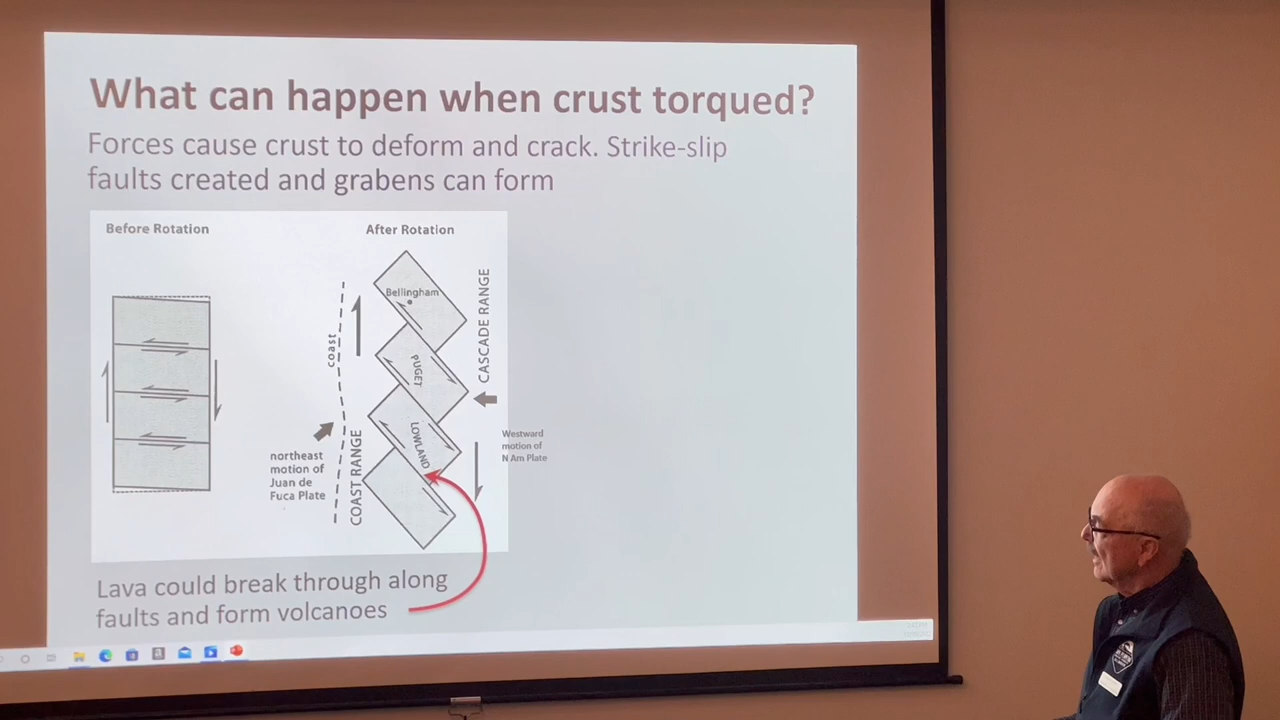 What can happen when crust torqued?
Forces cause crust to deform and crack. Strike-slip
faults created and grabens can form
Before Rotation
After Rotation
Bellingham
PUGET
LOWLAND
coast
COAST RANGE
CASCADE RANGE
northeast
motion of
Juan de
Fuca Plate
Westward
motion of
N Am Plate
Lava could break through along
faults and form volcanoes